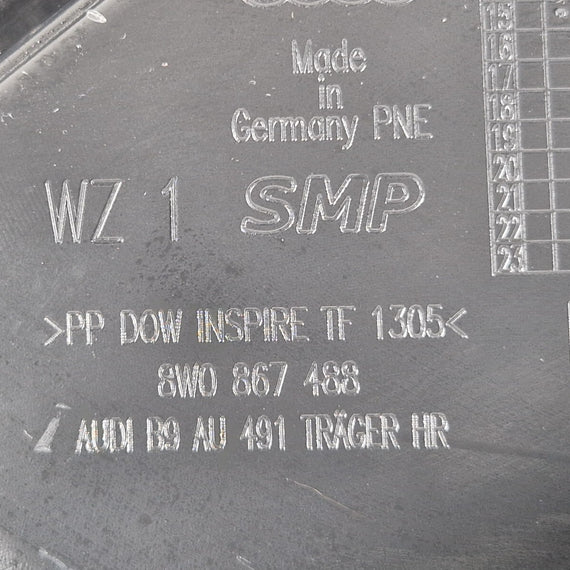 Made
in
Germany PNE
WZ 1 SMP
>PP DOW INSPIRE TF 1305<
8W0 867 488
AUDI B9 AU 491 TRÄGER HR
15
16
17
18
19
20
21
22
23